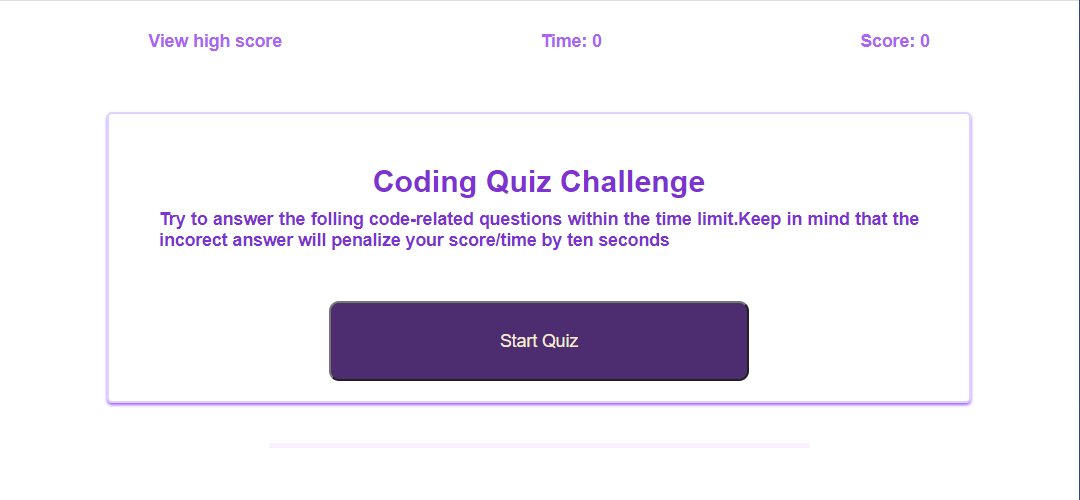 View high score
Time: 0
Score: 0
Coding Quiz Challenge
Try to answer the folling code-related questions within the time limit.Keep in mind that the
incorect answer will penalize your score/time by ten seconds
Start Quiz